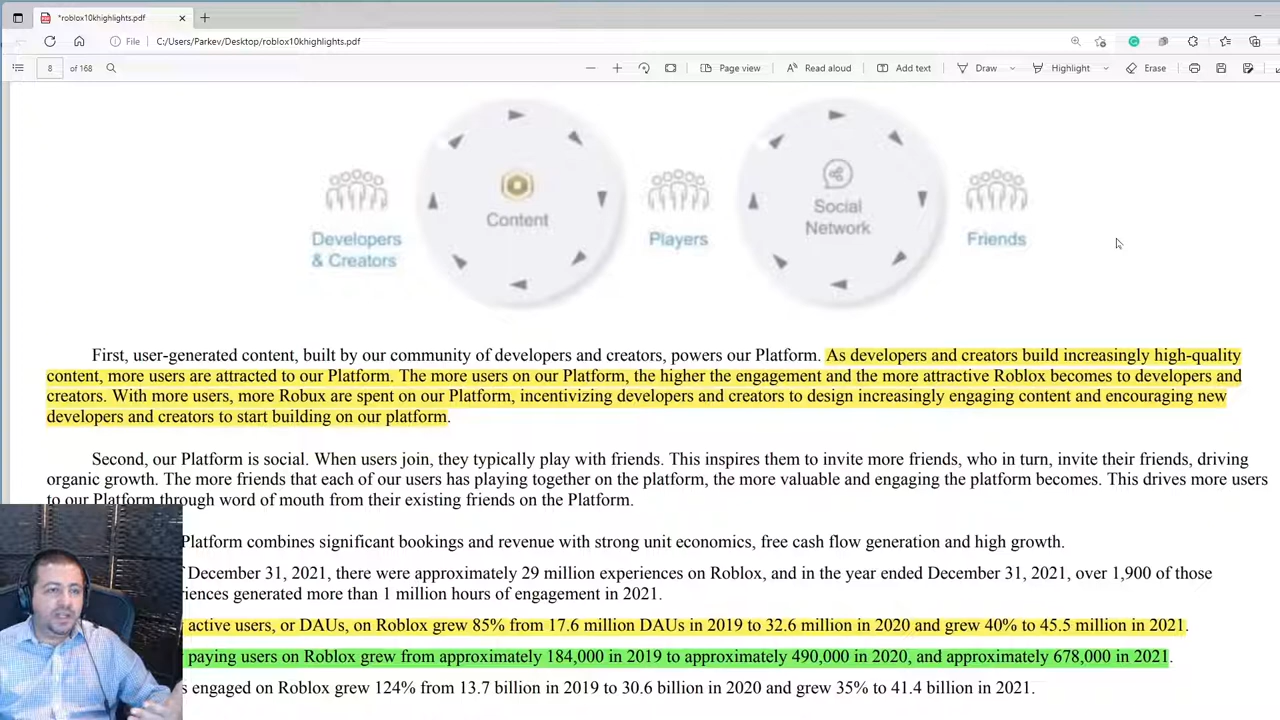 *roblox10khighlights.pdf
File C:/Users/Parkev/Desktop/roblox10khighlights.pdf
8 of 168 Page view Read aloud Add text Draw Highlight Erase
Content
Social
Network
Developers
& Creators
Players
Friends
First, user-generated content, built by our community of developers and creators, powers our Platform. As developers and creators build increasingly high-quality
content, more users are attracted to our Platform. The more users on our Platform, the higher the engagement and the more attractive Roblox becomes to developers and
creators. With more users, more Robux are spent on our Platform, incentivizing developers and creators to design increasingly engaging content and encouraging new
developers and creators to start building on our platform.
Second, our Platform is social. When users join, they typically play with friends. This inspires them to invite more friends, who in turn, invite their friends, driving
organic growth. The more friends that each of our users has playing together on the platform, the more valuable and engaging the platform becomes. This drives more users
to our Platform through word of mouth from their existing friends on the Platform.
Platform combines significant bookings and revenue with strong unit economics, free cash flow generation and high growth.
December 31, 2021, there were approximately 29 million experiences on Roblox, and in the year ended December 31, 2021, over 1,900 of those
riences generated more than 1 million hours of engagement in 2021.
active users, or DAUs, on Roblox grew 85% from 17.6 million DAUs in 2019 to 32.6 million in 2020 and grew 40% to 45.5 million in 2021.
paying users on Roblox grew from approximately 184,000 in 2019 to approximately 490,000 in 2020, and approximately 678,000 in 2021.
s engaged on Roblox grew 124% from 13.7 billion in 2019 to 30.6 billion in 2020 and grew 35% to 41.4 billion in 2021.